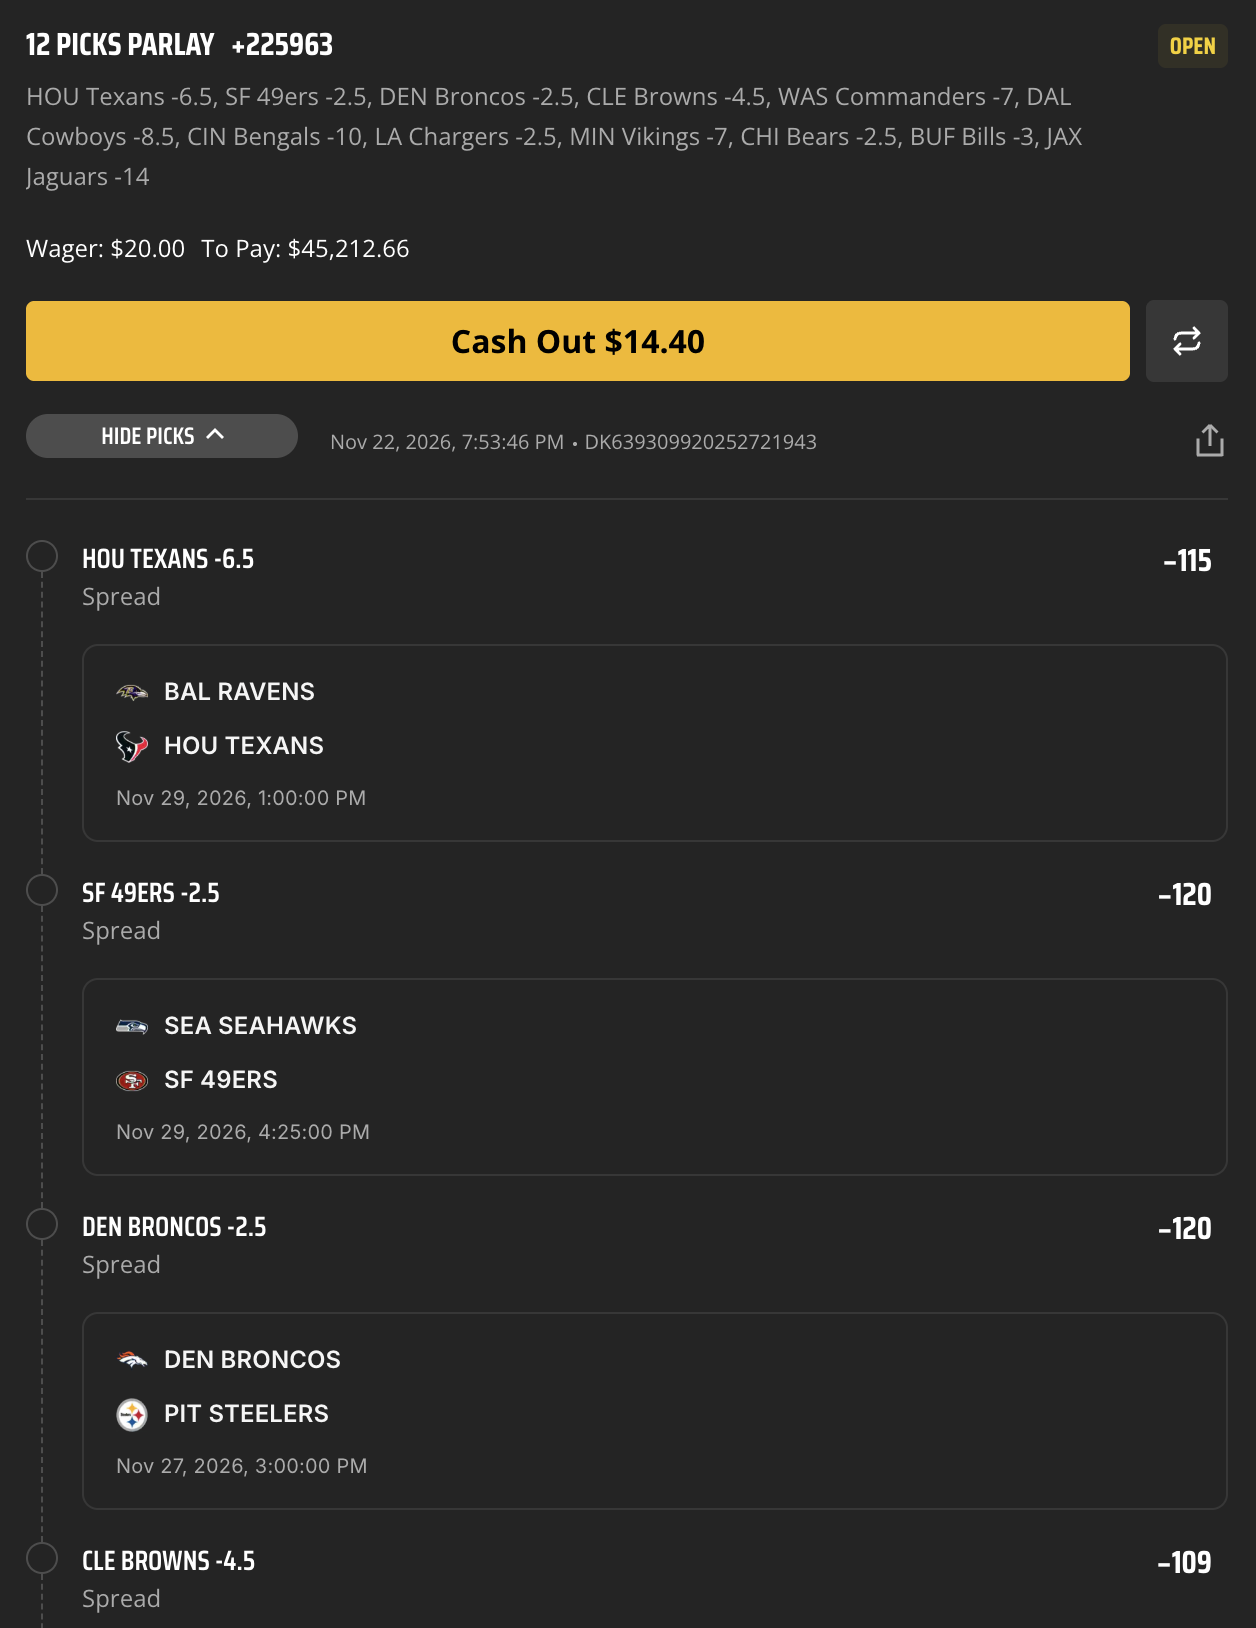 12 PICKS PARLAY +225963
OPEN
HOU Texans -6.5, SF 49ers -2.5, DEN Broncos -2.5, CLE Browns -4.5, WAS Commanders -7, DAL
Cowboys -8.5, CIN Bengals -10, LA Chargers -2.5, MIN Vikings -7, CHI Bears -2.5, BUF Bills -3, JAX
Jaguars -14
Wager: $20.00 To Pay: $45,212.66
Cash Out $14.40
HIDE PICKS
Nov 22, 2026, 7:53:46 PM • DK639309920252721943
HOU TEXANS -6.5
−115
Spread
BAL RAVENS
HOU TEXANS
Nov 29, 2026, 1:00:00 PM
SF 49ERS -2.5
−120
Spread
SEA SEAHAWKS
SF 49ERS
Nov 29, 2026, 4:25:00 PM
DEN BRONCOS -2.5
−120
Spread
DEN BRONCOS
PIT STEELERS
Nov 27, 2026, 3:00:00 PM
CLE BROWNS -4.5
−109
Spread